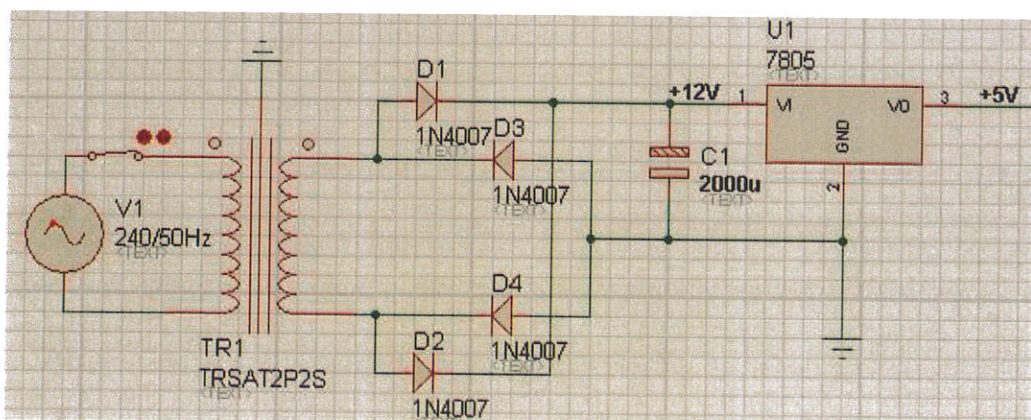 U1
7805
<TEXT>
D1
+12V
1
VI
VO
3
+5V
1N4007
<TEXT>
D3
GND
C1
2000u
<TEXT>
1N4007
<TEXT>
2
V1
240/50Hz
<TEXT>
D4
1N4007
<TEXT>
D2
TR1
TRSAT2P2S
<TEXT>
1N4007